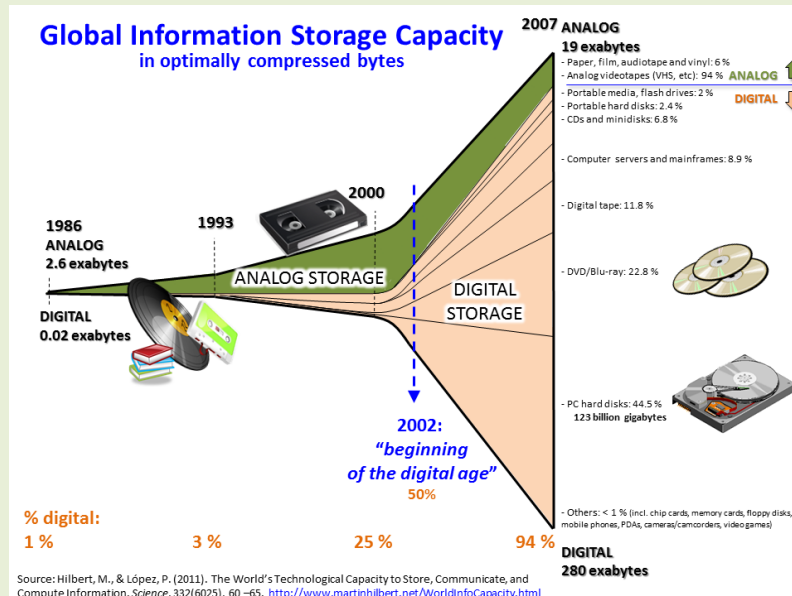 Global Information Storage Capacity
in optimally compressed bytes
2007
ANALOG
19 exabytes
- Paper, film, audiotape and vinyl: 6 %
- Analog videotapes (VHS, etc): 94 %
ANALOG
- Portable media, flash drives: 2 %
DIGITAL
- Portable hard disks: 2.4 %
- CDs and minidisks: 6.8 %
- Computer servers and mainframes: 8.9 %
- Digital tape: 11.8 %
- DVD/Blu-ray: 22.8 %
- PC hard disks: 44.5 %
123 billion gigabytes
- Others: < 1 % (incl. chip cards, memory cards, floppy disks,
mobile phones, PDAs, cameras/camcorders, video games)
DIGITAL
280 exabytes
2000
1993
1986
ANALOG
2.6 exabytes
DIGITAL
0.02 exabytes
ANALOG STORAGE
DIGITAL
STORAGE
2002:
“beginning
of the digital age”
50%
% digital:
1 %
3 %
25 %
94 %
Source: Hilbert, M., & López, P. (2011). The World’s Technological Capacity to Store, Communicate, and
Compute Information. Science, 332(6025), 60 –65. http://www.martinhilbert.net/WorldInfoCapacity.html